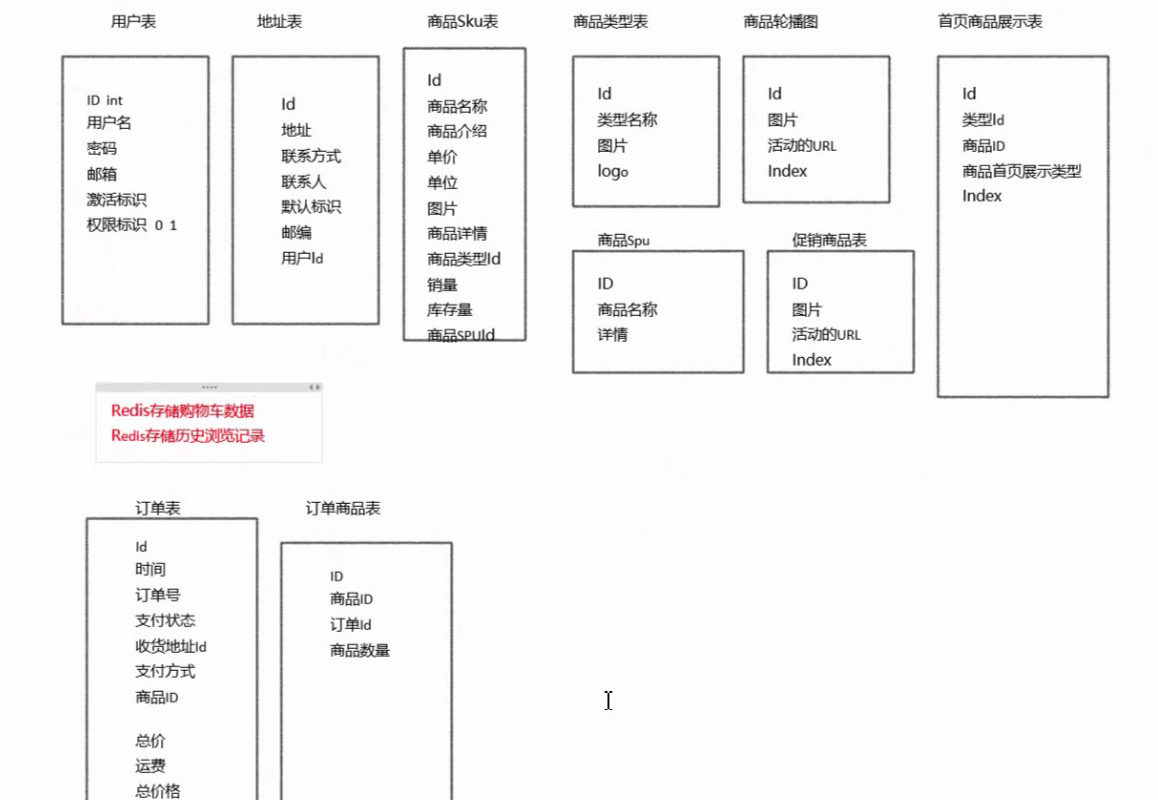 用户表
ID int
用户名
密码
邮箱
激活标识
权限标识 0 1
地址表
Id
地址
联系方式
联系人
默认标识
邮编
用户Id
商品Sku表
Id
商品名称
商品介绍
单价
单位
图片
商品详情
商品类型Id
销量
库存量
商品SPUId
商品类型表
Id
类型名称
图片
logo
商品轮播图
Id
图片
活动的URL
Index
首页商品展示表
Id
类型Id
商品ID
商品首页展示类型
Index
商品Spu
ID
商品名称
详情
促销商品表
ID
图片
活动的URL
Index
Redis存储购物车数据
Redis存储历史浏览记录
订单表
Id
时间
订单号
支付状态
收货地址Id
支付方式
商品ID
总价
运费
总价格
订单商品表
ID
商品ID
订单Id
商品数量